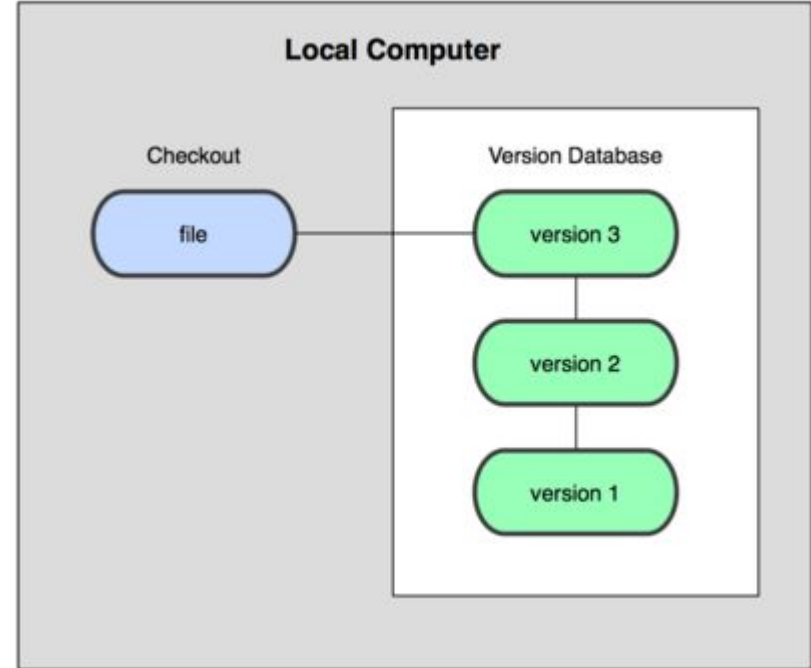 Local Computer
Checkout
Version Database
file
version 3
version 2
version 1